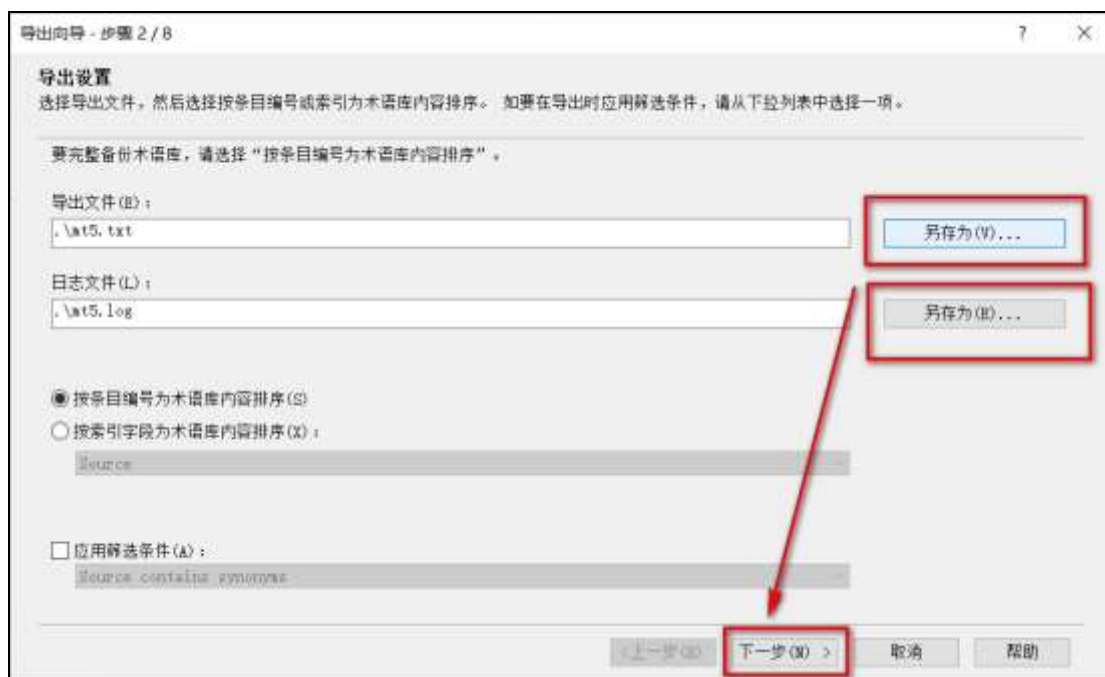 导出向导 - 步骤 2 / 8
?
导出设置
选择导出文件，然后选择按条目编号或索引为术语库内容排序。 如要在导出时应用筛选条件，请从下拉列表中选择一项。
要完整备份术语库，请选择“按条目编号为术语库内容排序”。
导出文件(E)：
.\mt5.txt
另存为(V)...
日志文件(L)：
.\mt5.log
另存为(E)...
按条目编号为术语库内容排序(S)
按索引字段为术语库内容排序(X)：
Source
应用筛选条件(A)：
Source contains synonyms
<上一步(B)
下一步(N) >
取消
帮助